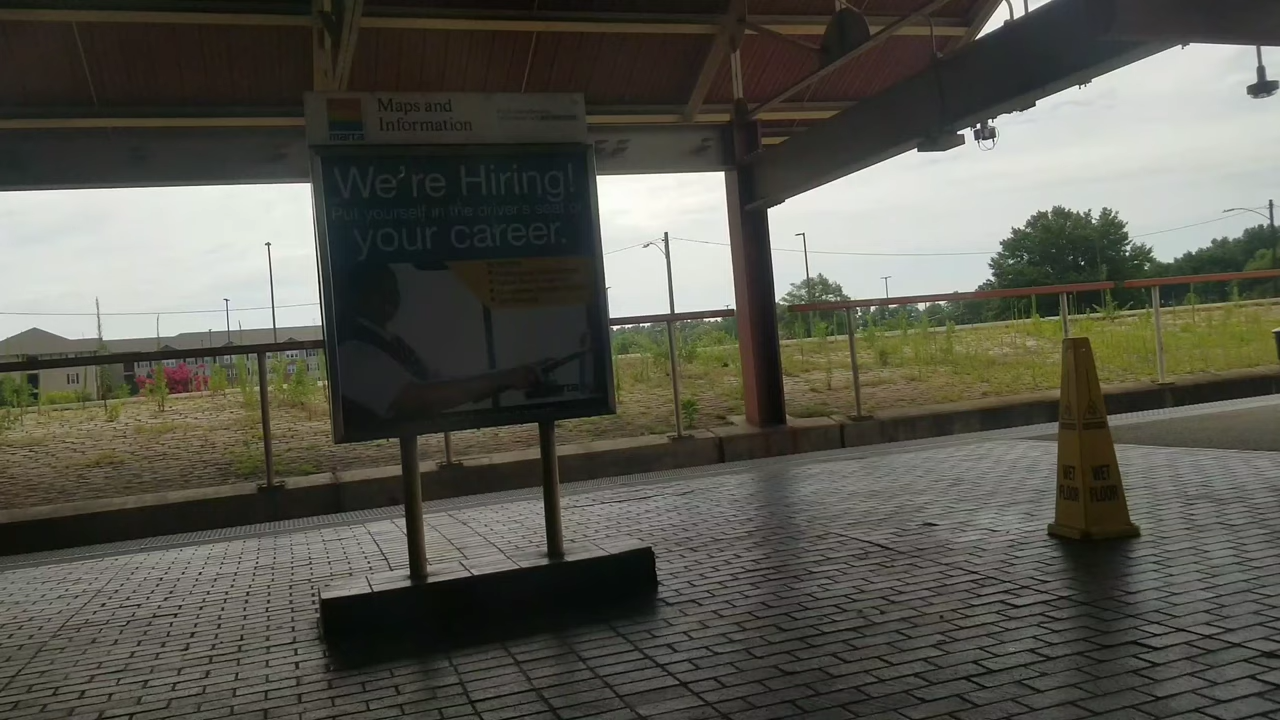 Maps and
Information
marta
We're Hiring!
Put yourself in the driver's seat of
your career.
marta
WET
FLOOR
WET
FLOOR